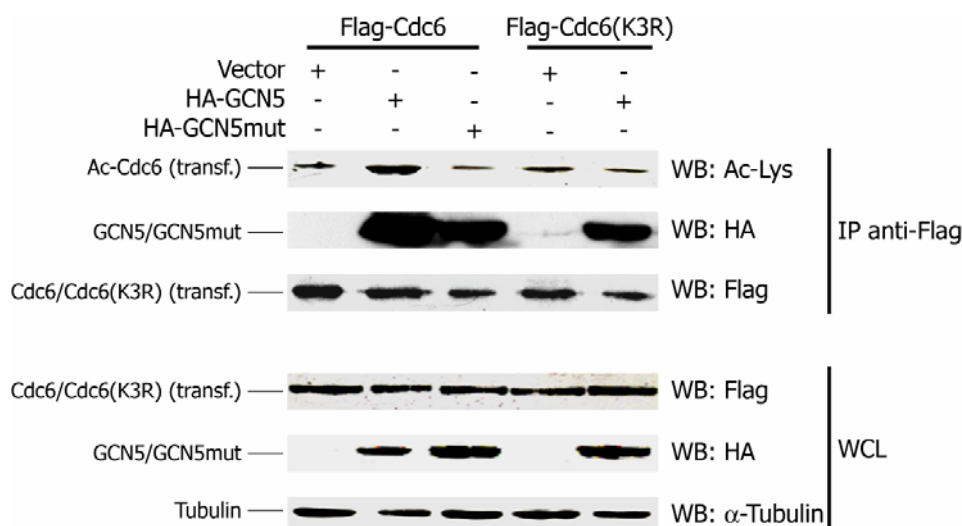 Flag-Cdc6 Flag-Cdc6(K3R)
Vector + - - + -
HA-GCN5 - + - - +
HA-GCN5mut - - + - -
Ac-Cdc6 (transf.) WB: Ac-Lys
GCN5/GCN5mut WB: HA
IP anti-Flag
Cdc6/Cdc6(K3R) (transf.) WB: Flag
Cdc6/Cdc6(K3R) (transf.) WB: Flag
GCN5/GCN5mut WB: HA
WCL
Tubulin WB: α-Tubulin